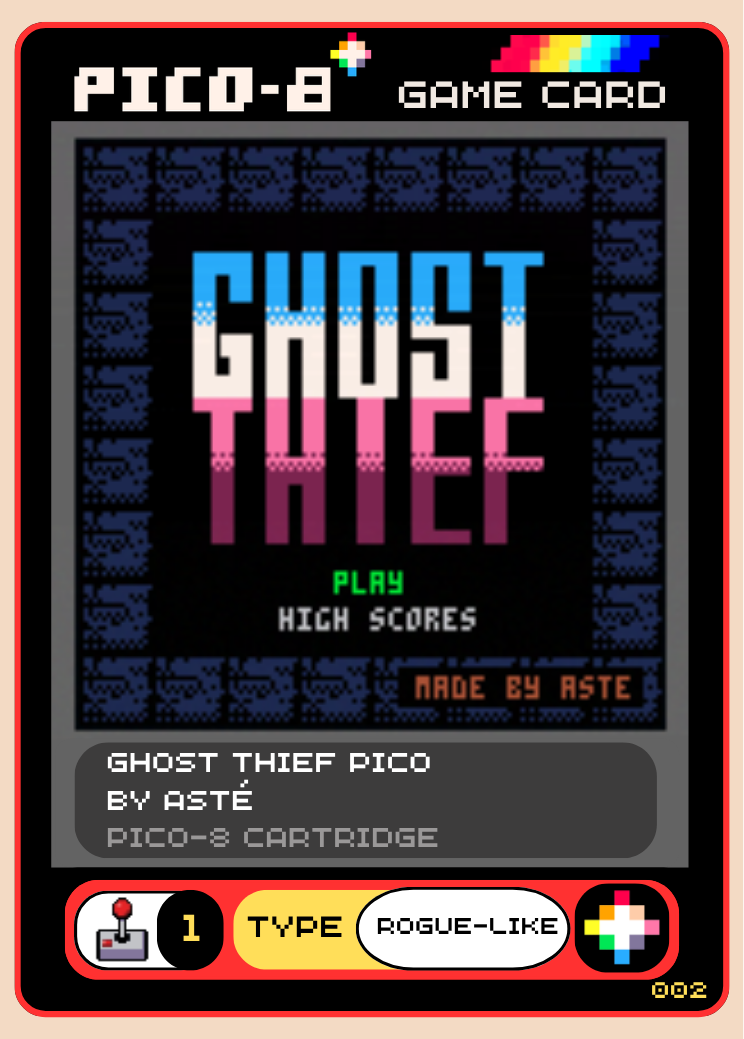 PICO-8
GAME CARD
GHOST
THIEF
PLAY
HIGH SCORES
MADE BY ASTE
GHOST THIEF PICO
BY ASTÉ
PICO-8 CARTRIDGE
1
TYPE
ROGUE-LIKE
002